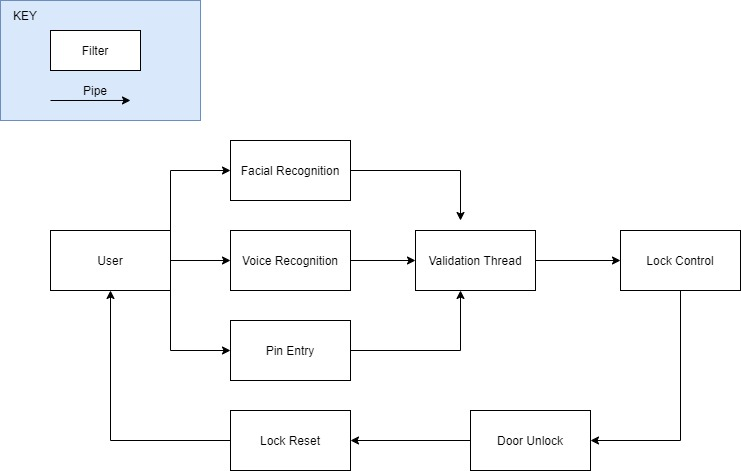 KEY
Filter
Pipe
Facial Recognition
User
Voice Recognition
Validation Thread
Lock Control
Pin Entry
Lock Reset
Door Unlock